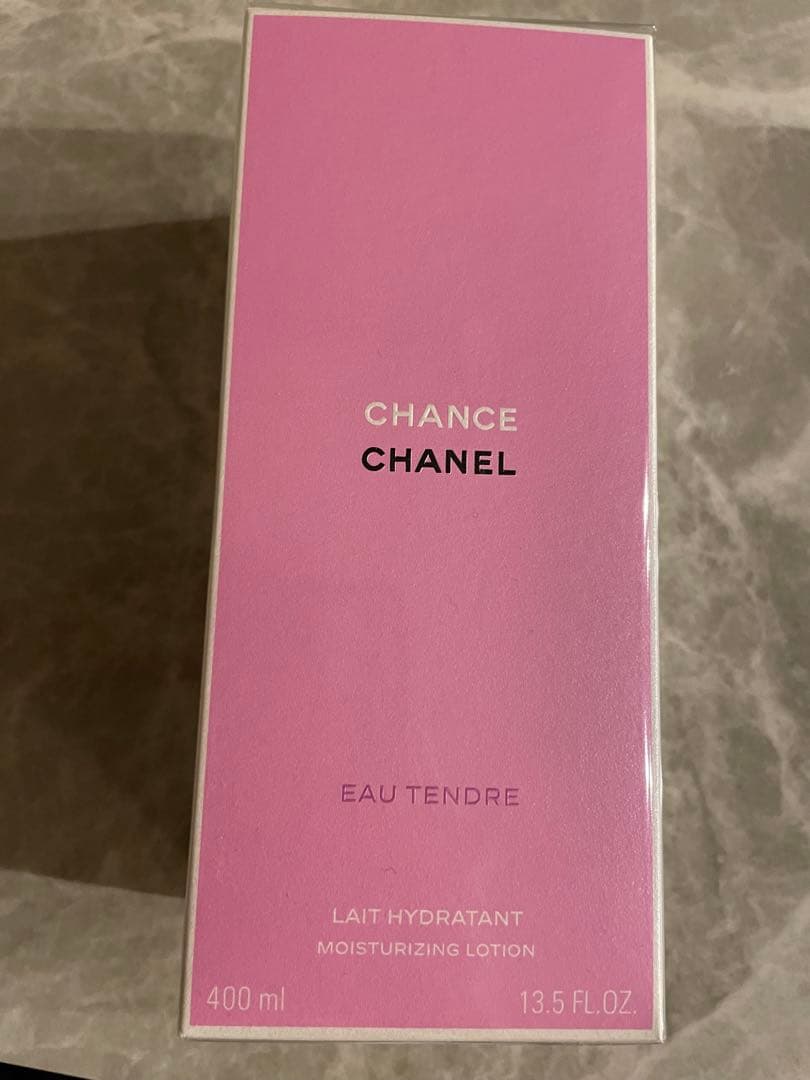 CHANCE
CHANEL
EAU TENDRE
LAIT HYDRATANT
MOISTURIZING LOTION
400 ml 13.5 FL.OZ.